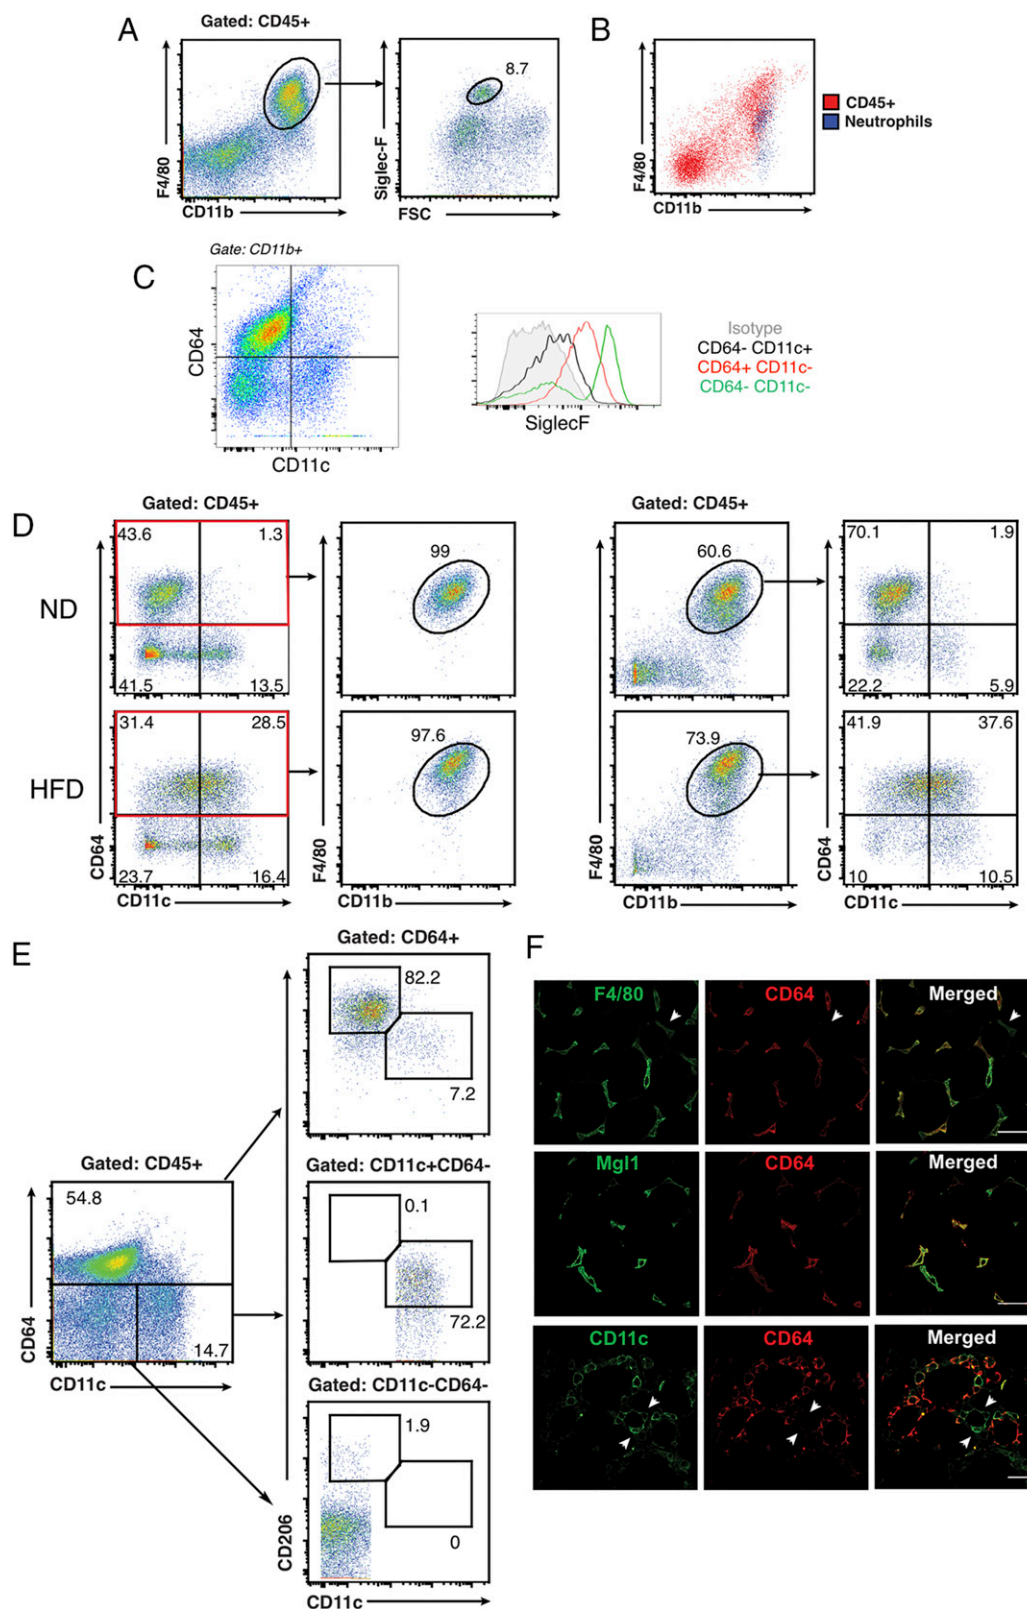 A
Gated: CD45+
F4/80
CD11b
8.7
Siglec-F
FSC
B
F4/80
CD11b
CD45+
Neutrophils
C
Gate: CD11b+
CD64
CD11c
SiglecF
Isotype
CD64- CD11c+
CD64+ CD11c-
CD64- CD11c-
D
Gated: CD45+
Gated: CD45+
ND
43.6
1.3
41.5
13.5
99
60.6
70.1
1.9
22.2
5.9
HFD
31.4
28.5
23.7
16.4
CD64
CD11c
97.6
F4/80
CD11b
73.9
F4/80
CD11b
41.9
37.6
10
10.5
CD64
CD11c
E
Gated: CD64+
82.2
7.2
Gated: CD45+
54.8
14.7
CD64
CD11c
Gated: CD11c+CD64-
0.1
72.2
Gated: CD11c-CD64-
1.9
0
CD206
CD11c
F
F4/80
CD64
Merged
Mgl1
CD64
Merged
CD11c
CD64
Merged